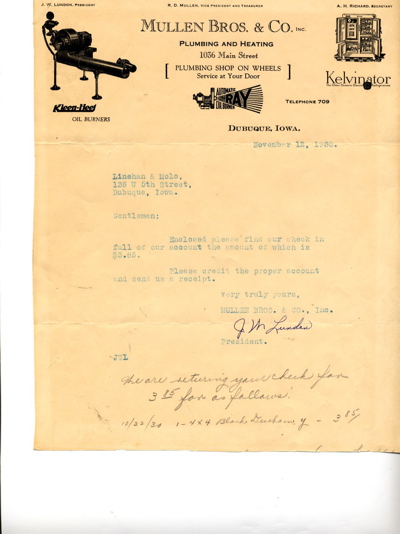 J. W. LUNDON, PRESIDENT R. D. MULLEN, VICE PRESIDENT AND TREASURER A. H. RICHARD, SECRETARY
MULLEN BROS. & CO. INC.
PLUMBING AND HEATING
1036 Main Street
[ PLUMBING SHOP ON WHEELS
Service at Your Door ]
Kleen-Heet
OIL BURNERS
AUTOMATIC
RAY
OIL BURNER
Kelvinator
TELEPHONE 709
DUBUQUE, IOWA.
November 12, 1930.
Linehan & Molo,
135 W 5th Street,
Dubuque, Iowa.
Gentlemen;
Enclosed please find our check in
full of our account the amount of which is
$3.85.
Please credit the proper account
and send us a receipt.
Very truly yours,
MULLEN BROS. & CO., Inc.
J. W. Lundon
President.
JWL
We are returning your check for
3 85 for as follows:
10/22/30 1-4x4 Black - 3 85/